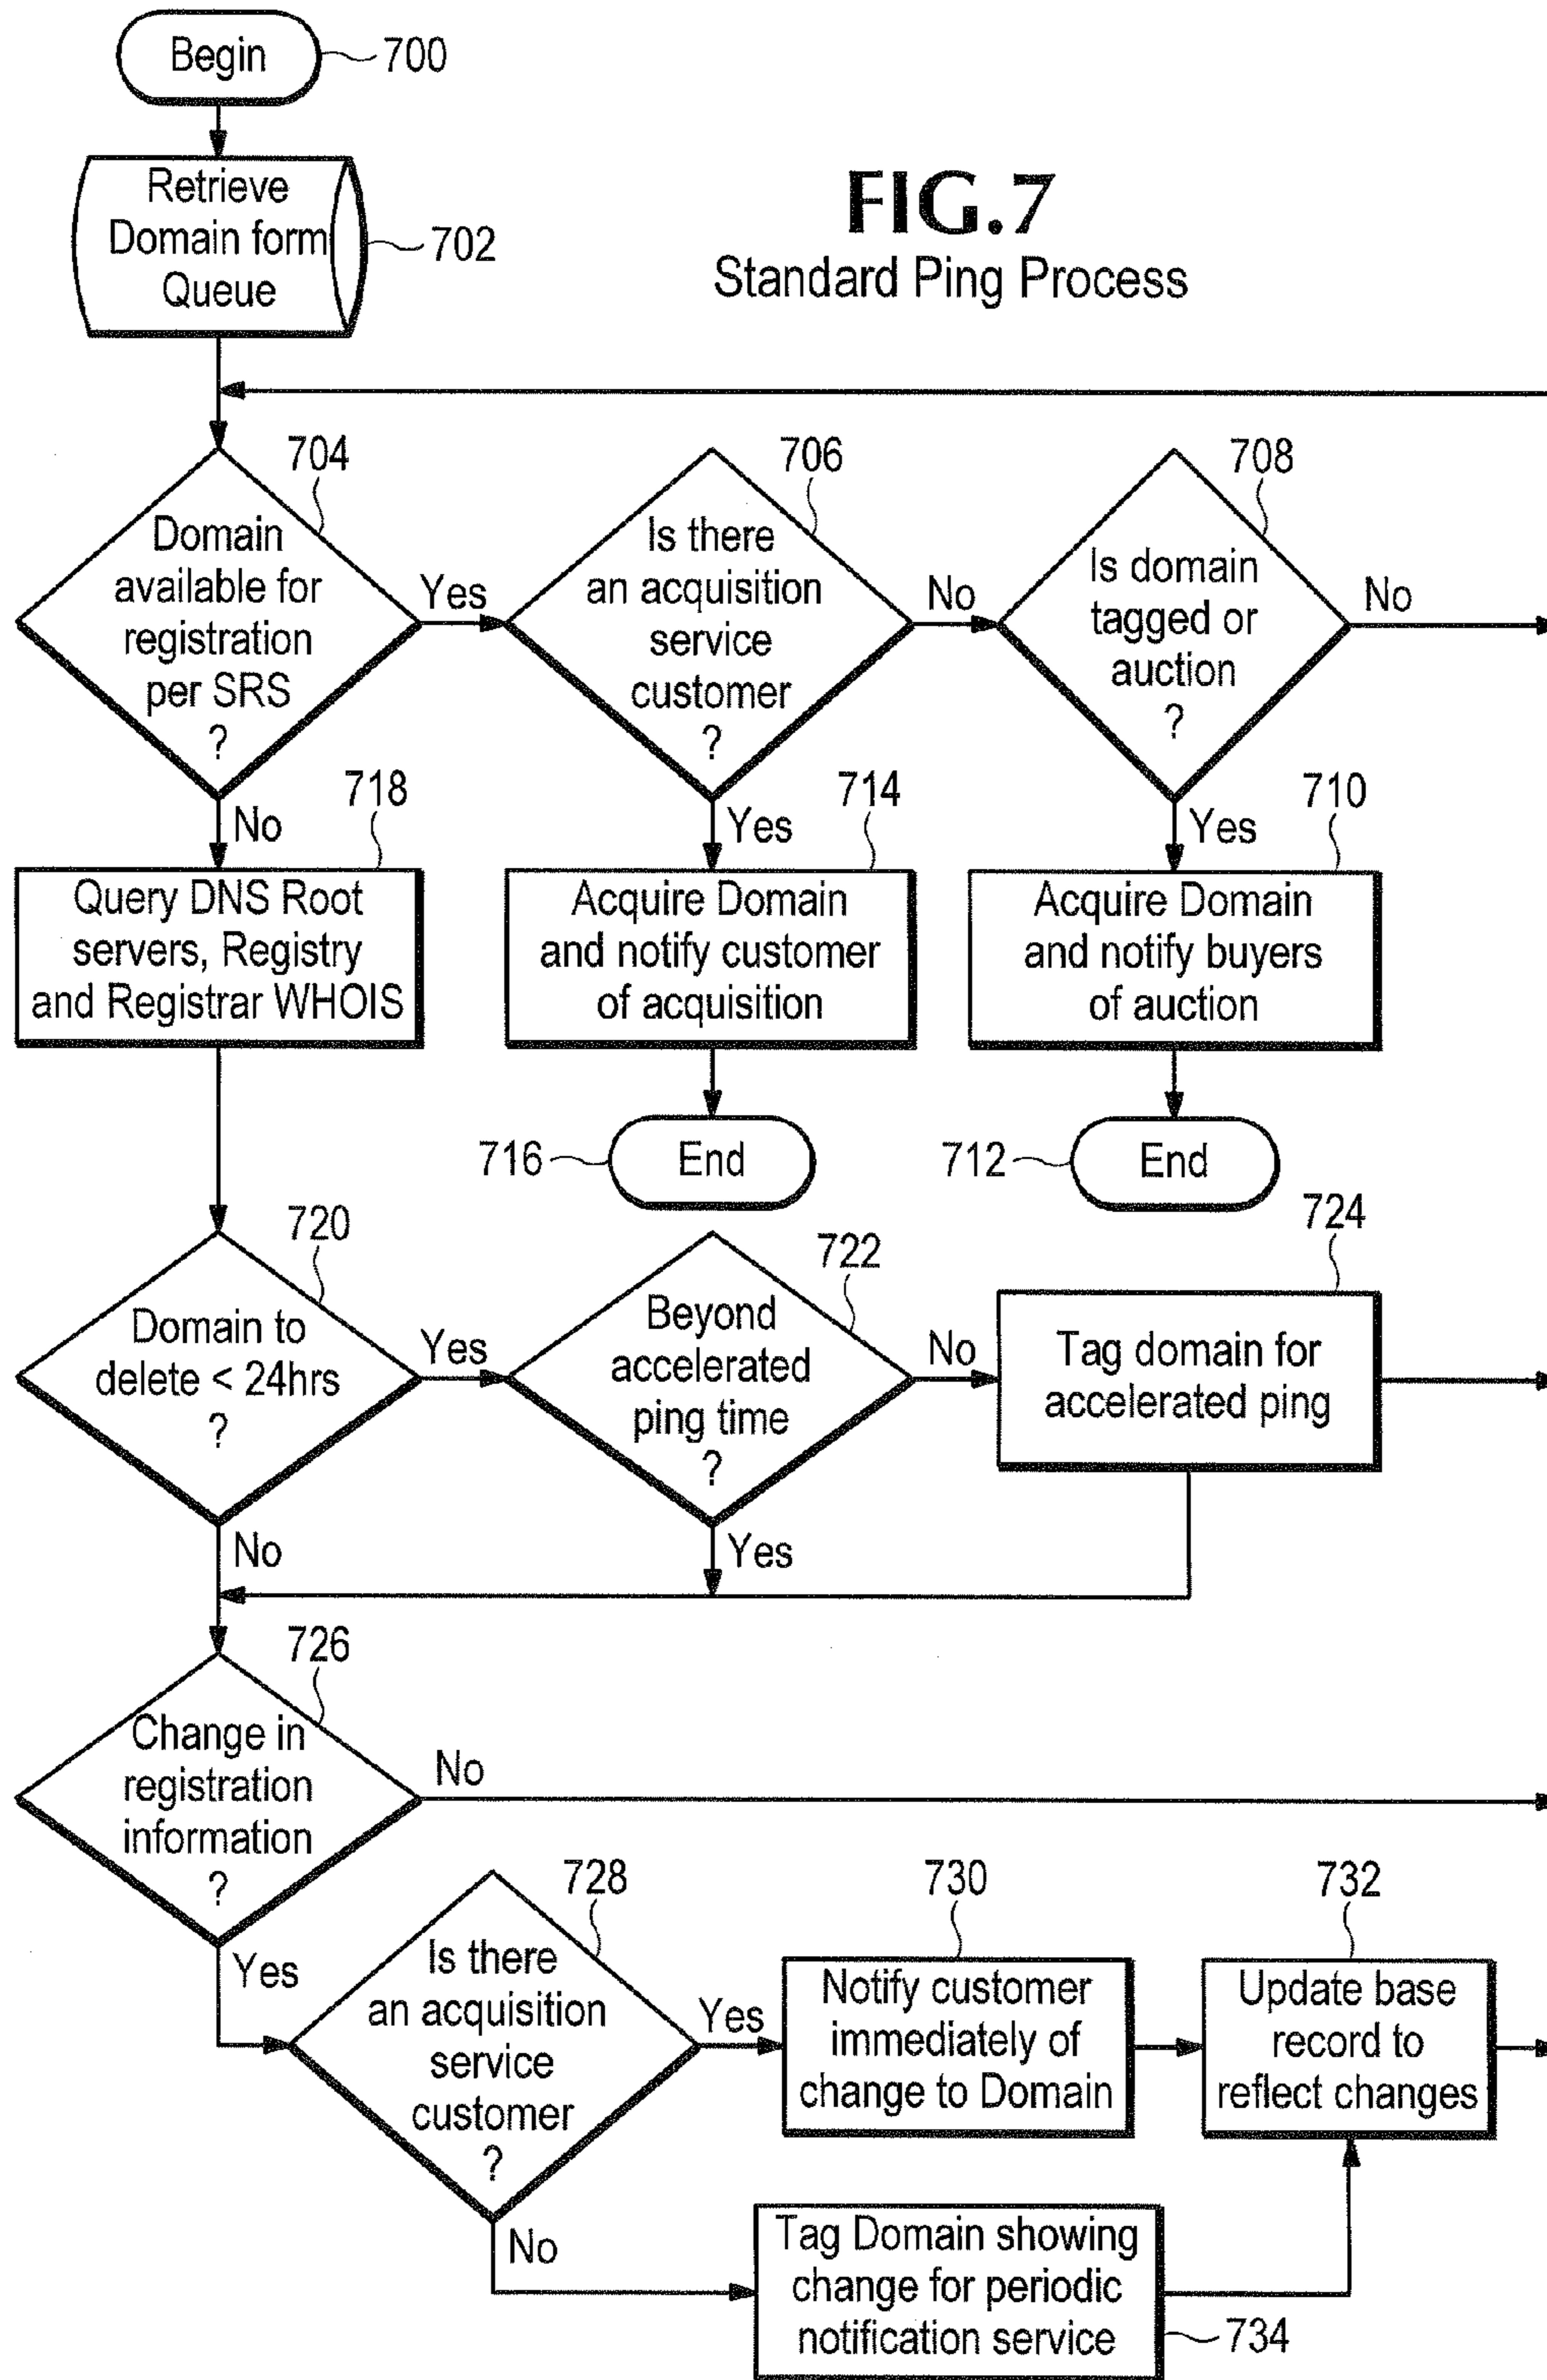 Begin
700
Retrieve
Domain form
Queue
702
FIG.7
Standard Ping Process
704
Domain
available for
registration
per SRS
?
Yes
706
Is there
an acquisition
service
customer
?
No
708
Is domain
tagged or
auction
?
No
No
718
Query DNS Root
servers, Registry
and Registrar WHOIS
Yes
714
Acquire Domain
and notify customer
of acquisition
Yes
710
Acquire Domain
and notify buyers
of auction
716
End
712
End
720
Domain to
delete < 24hrs
?
Yes
722
Beyond
accelerated
ping time
?
No
724
Tag domain for
accelerated ping
No
Yes
726
Change in
registration
information
?
No
Yes
728
Is there
an acquisition
service
customer
?
Yes
730
Notify customer
immediately of
change to Domain
732
Update base
record to
reflect changes
No
Tag Domain showing
change for periodic
notification service
734